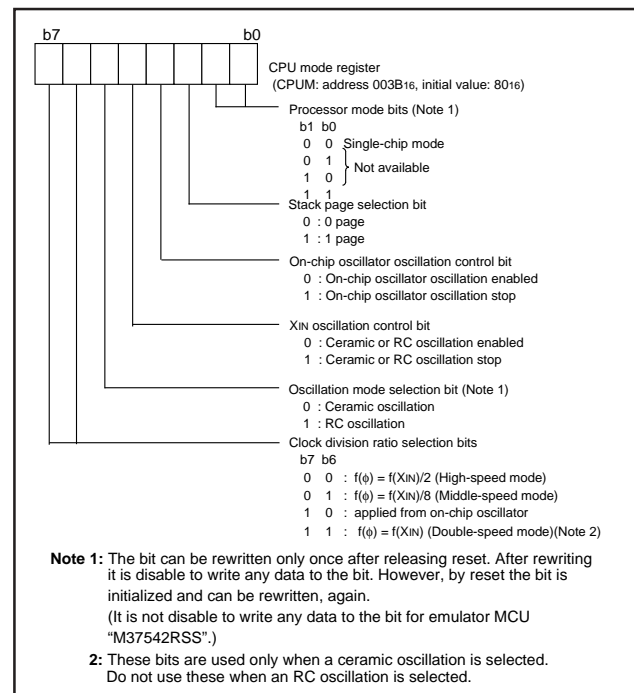 b7 b0
CPU mode register
(CPUM: address 003B16, initial value: 8016)
Processor mode bits (Note 1)
b1 b0
0 0 Single-chip mode
0 1
Not available
1 0
1 1
Stack page selection bit
0 : 0 page
1 : 1 page
On-chip oscillator oscillation control bit
0 : On-chip oscillator oscillation enabled
1 : On-chip oscillator oscillation stop
XIN oscillation control bit
0 : Ceramic or RC oscillation enabled
1 : Ceramic or RC oscillation stop
Oscillation mode selection bit (Note 1)
0 : Ceramic oscillation
1 : RC oscillation
Clock division ratio selection bits
b7 b6
0 0 : f(φ) = f(XIN)/2 (High-speed mode)
0 1 : f(φ) = f(XIN)/8 (Middle-speed mode)
1 0 : applied from on-chip oscillator
1 1 : f(φ) = f(XIN) (Double-speed mode)(Note 2)
Note 1: The bit can be rewritten only once after releasing reset. After rewriting
it is disable to write any data to the bit. However, by reset the bit is
initialized and can be rewritten, again.
(It is not disable to write any data to the bit for emulator MCU
“M37542RSS”.)
2: These bits are used only when a ceramic oscillation is selected.
Do not use these when an RC oscillation is selected.